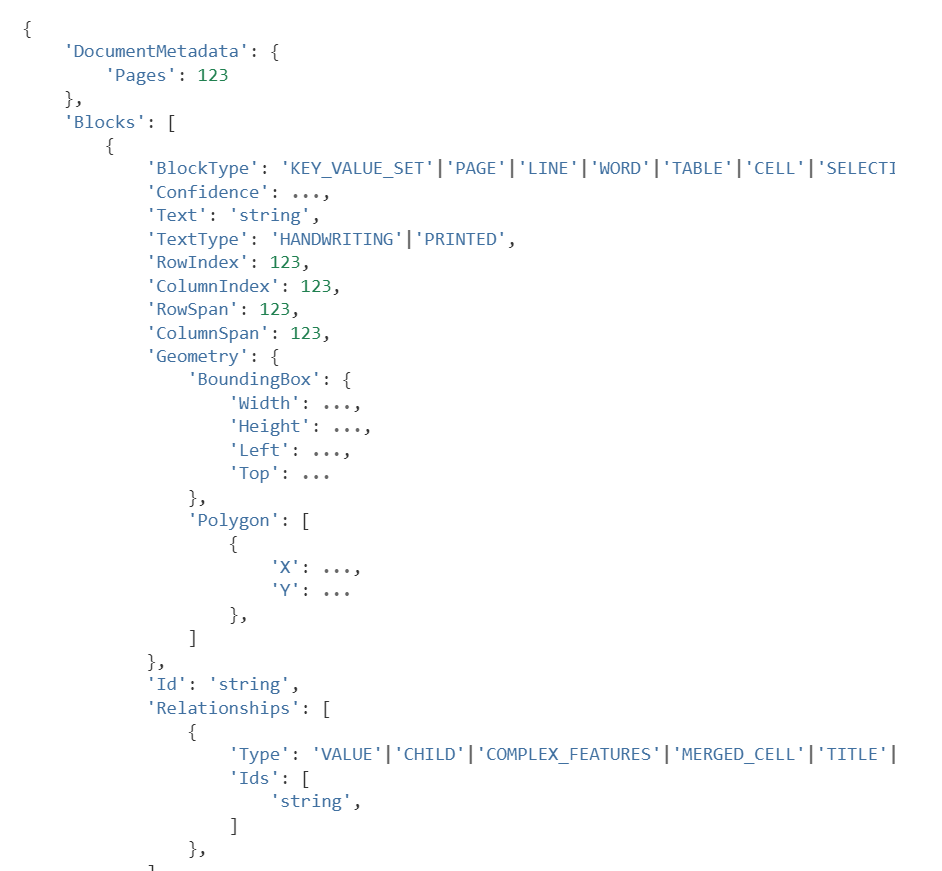 {
    'DocumentMetadata': {
        'Pages': 123
    },
    'Blocks': [
        {
            'BlockType': 'KEY_VALUE_SET'|'PAGE'|'LINE'|'WORD'|'TABLE'|'CELL'|'SELECTI
            'Confidence': ...,
            'Text': 'string',
            'TextType': 'HANDWRITING'|'PRINTED',
            'RowIndex': 123,
            'ColumnIndex': 123,
            'RowSpan': 123,
            'ColumnSpan': 123,
            'Geometry': {
                'BoundingBox': {
                    'Width': ...,
                    'Height': ...,
                    'Left': ...,
                    'Top': ...
                },
                'Polygon': [
                    {
                        'X': ...,
                        'Y': ...
                    },
                ]
            },
            'Id': 'string',
            'Relationships': [
                {
                    'Type': 'VALUE'|'CHILD'|'COMPLEX_FEATURES'|'MERGED_CELL'|'TITLE'|
                    'Ids': [
                        'string',
                    ]
                },
            ]